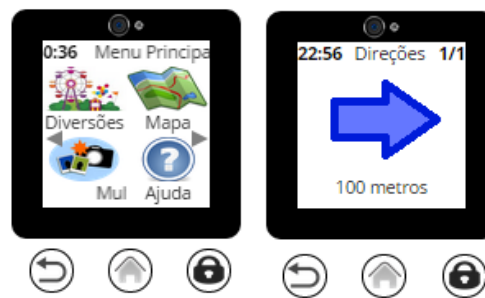 0:36 Menu Principa
Diversões Mapa
Mul Ajuda
?
22:56 Direções 1/1
100 metros